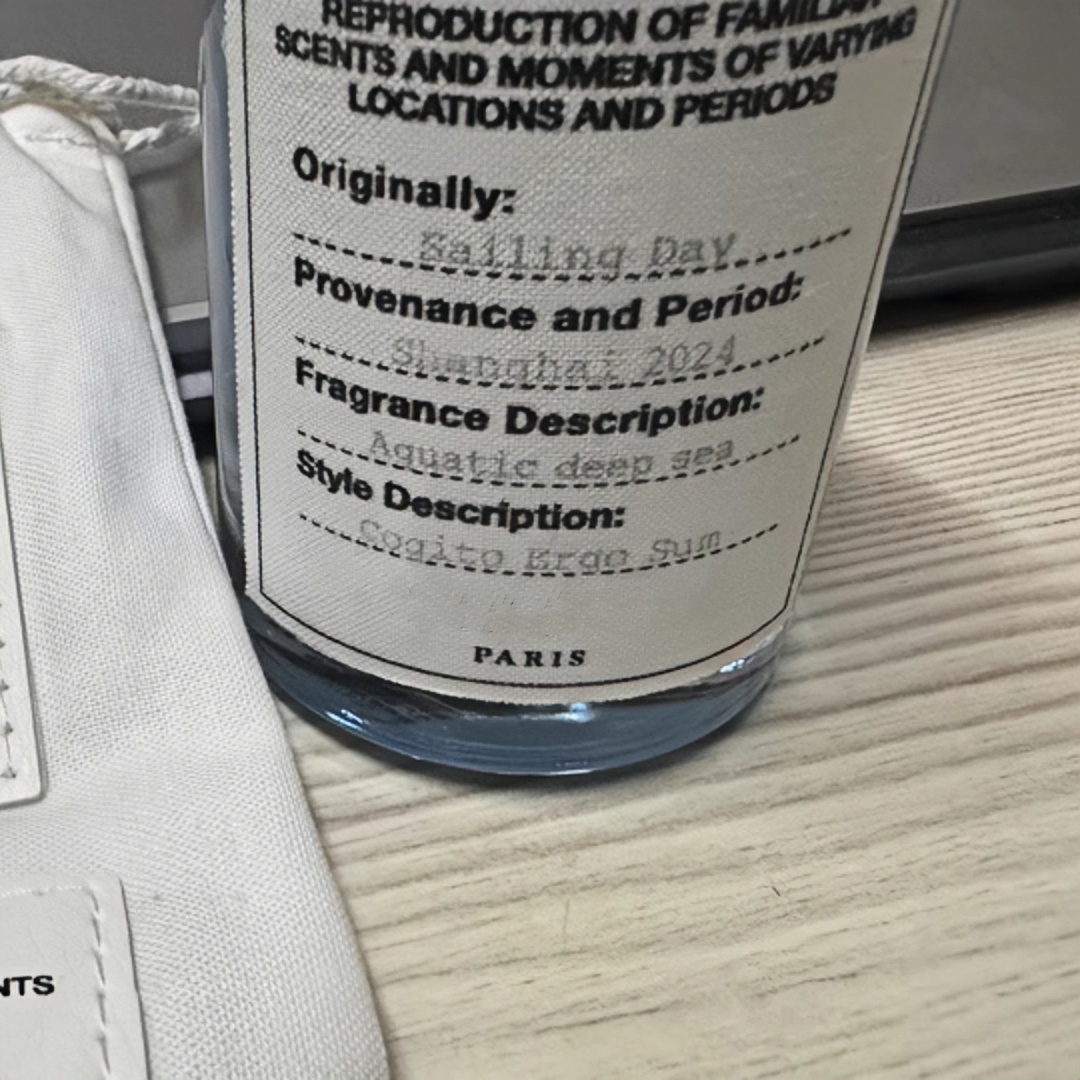 REPRODUCTION OF FAMILIAR
SCENTS AND MOMENTS OF VARYING
LOCATIONS AND PERIODS
Originally:
Sailing Day
Provenance and Period:
Shanghai 2024
Fragrance Description:
Aquatic deep sea
Style Description:
Cogito Ergo Sum
PARIS
NTS